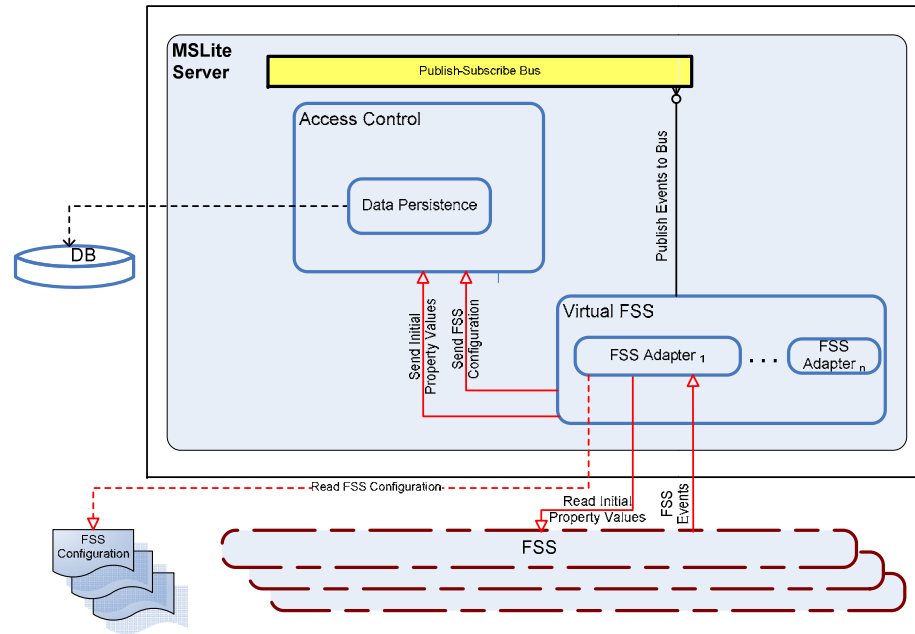 MSLite
Server
Publish-Subscribe Bus
Access Control
Data Persistence
DB
Publish Events to Bus
Send Initial
Property Values
Send FSS
Configuration
Virtual FSS
FSS Adapter 1
. . .
FSS
Adapter n
Read FSS Configuration
Read Initial
Property Values
FSS
Events
FSS
Configuration
FSS